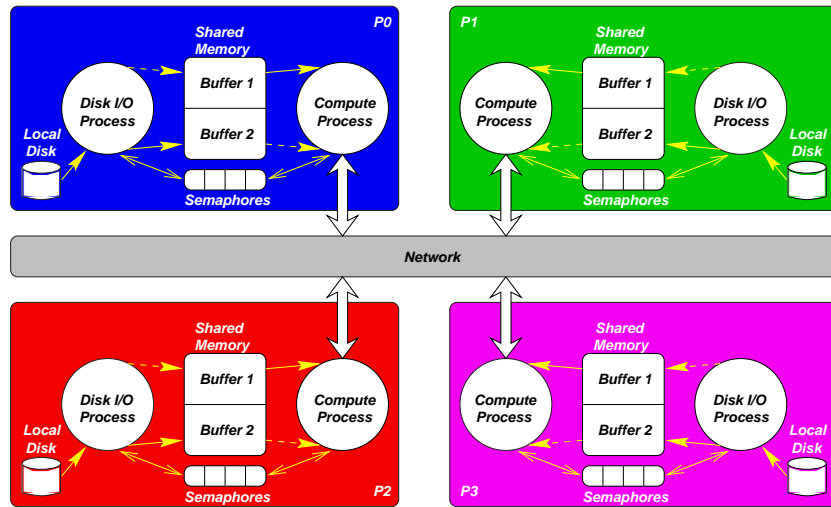 P0
Shared
Memory
Disk I/O
Process
Buffer 1
Buffer 2
Compute
Process
Local
Disk
Semaphores
P1
Shared
Memory
Compute
Process
Buffer 1
Buffer 2
Disk I/O
Process
Local
Disk
Semaphores
Network
Shared
Memory
Disk I/O
Process
Buffer 1
Buffer 2
Compute
Process
Local
Disk
Semaphores
P2
Shared
Memory
Compute
Process
Buffer 1
Buffer 2
Disk I/O
Process
Local
Disk
P3
Semaphores